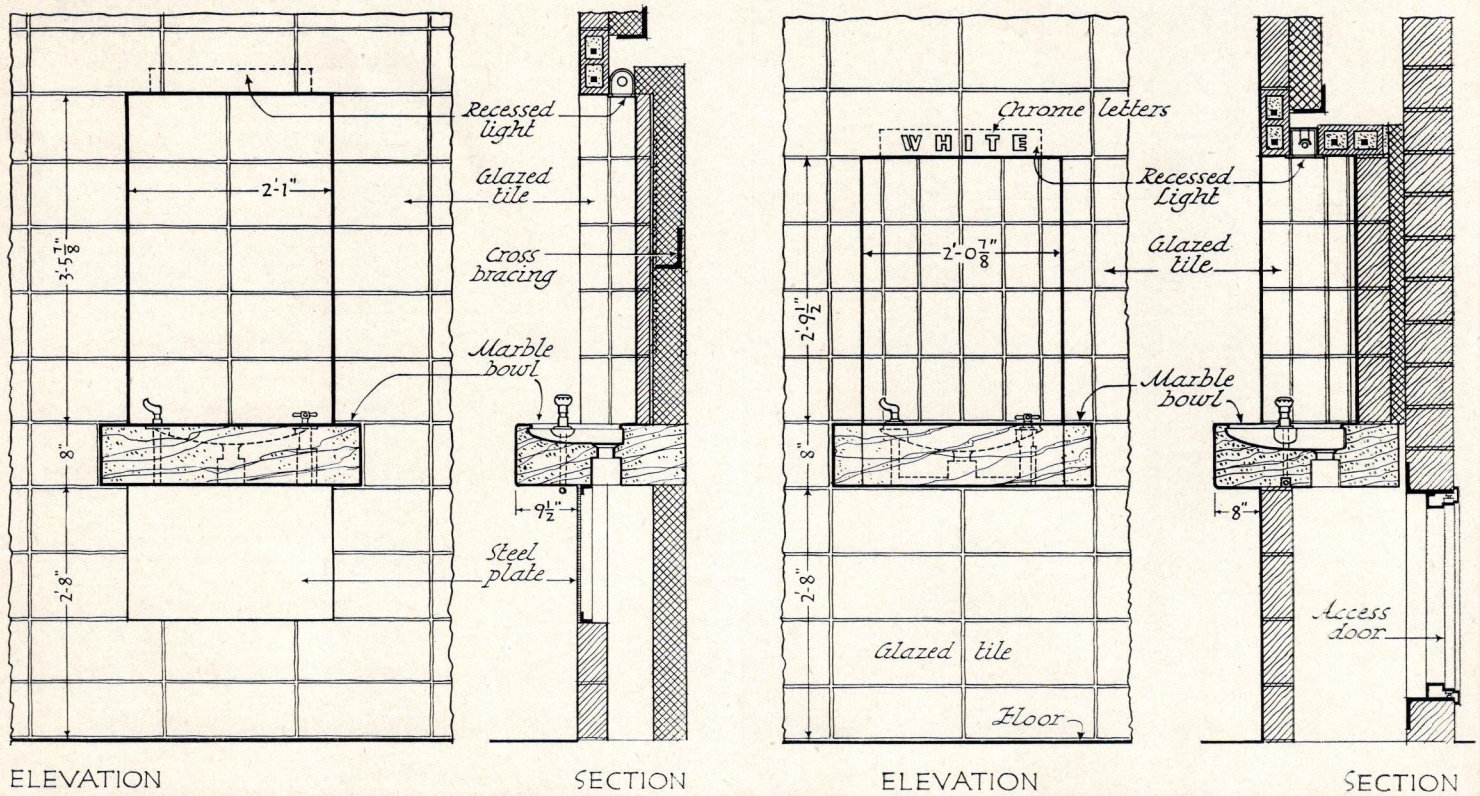 Recessed
light
2'-1"
Glazed
tile
3'-5 7/8"
Cross
bracing
Marble
bowl
8"
9 1/2"
Steel
plate
2'-8"
ELEVATION
SECTION
Chrome letters
WHITE
Recessed
Light
2'-0 7/8"
Glazed
tile
2'-9 1/2"
Marble
bowl
8"
8"
2'-8"
Access
door
Glazed tile
Floor
ELEVATION
SECTION